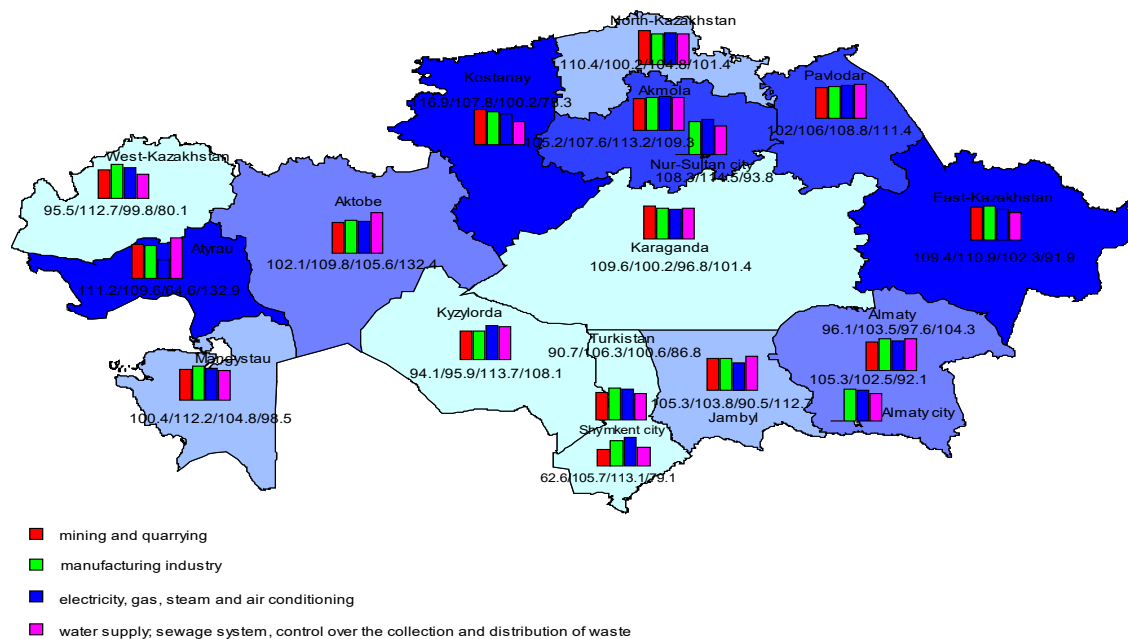 North-Kazakhstan
110.4/100.2/104.8/101.4
Kostanay
116.9/107.8/100.2/78.3
Akmola
105.2/107.6/113.2/109.3
Pavlodar
102/106/108.8/111.4
Nur-Sultan city
108.3/114.5/93.8
West-Kazakhstan
95.5/112.7/99.8/80.1
Aktobe
102.1/109.8/105.6/132.4
East-Kazakhstan
109.4/110.9/102.3/91.9
Atyrau
111.2/109.6/64.6/132.9
Karaganda
109.6/100.2/96.8/101.4
Kyzylorda
94.1/95.9/113.7/108.1
Turkistan
90.7/106.3/100.6/86.8
Almaty
96.1/103.5/97.6/104.3
Mangystau
100.4/112.2/104.8/98.5
105.3/103.8/90.5/112.7
Jambyl
105.3/102.5/92.1
Almaty city
Shymkent city
62.6/105.7/113.1/79.1
mining and quarrying
manufacturing industry
electricity, gas, steam and air conditioning
water supply; sewage system, control over the collection and distribution of waste